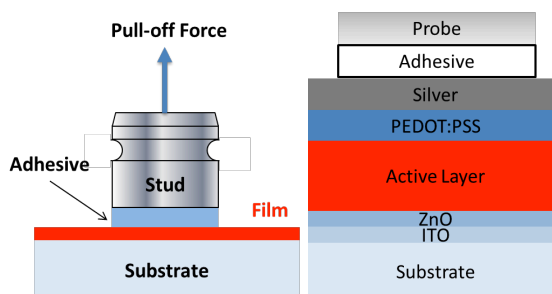 Pull-off Force
Adhesive
Stud
Film
Substrate
Probe
Adhesive
Silver
PEDOT:PSS
Active Layer
ZnO
ITO
Substrate